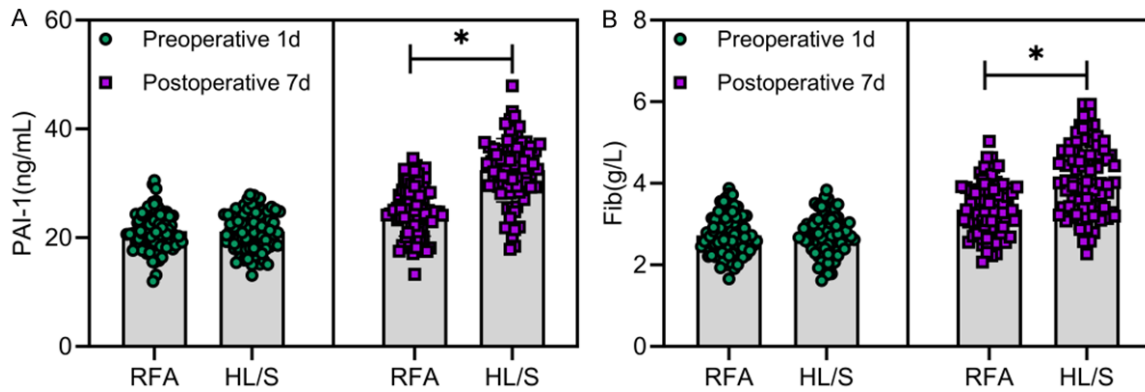 A
PAI-1(ng/mL)
60
40
20
0
Preoperative 1d
Postoperative 7d
*
RFA HL/S RFA HL/S
B
Fib(g/L)
8
6
4
2
0
Preoperative 1d
Postoperative 7d
*
RFA HL/S RFA HL/S